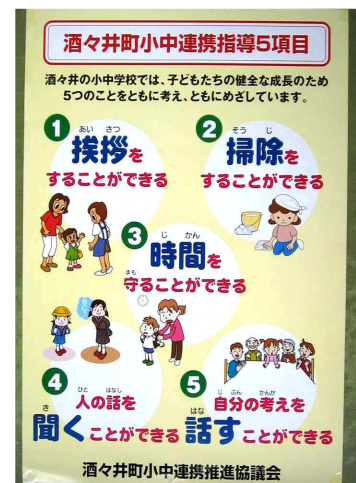 酒々井町小中連携指導5項目
酒々井の小中学校では、子どもたちの健全な成長のため
5つのことをともに考え、ともにめざしています。
1
あいさつ
挨拶を
することができる
2
そうじ
掃除を
することができる
3
じかん
時間を
まも
守ることができる
4
ひと はなし
人の話を
き
聞くことができる
5
じぶん かんが
自分の考えを
はな
話すことができる
酒々井町小中連携推進協議会